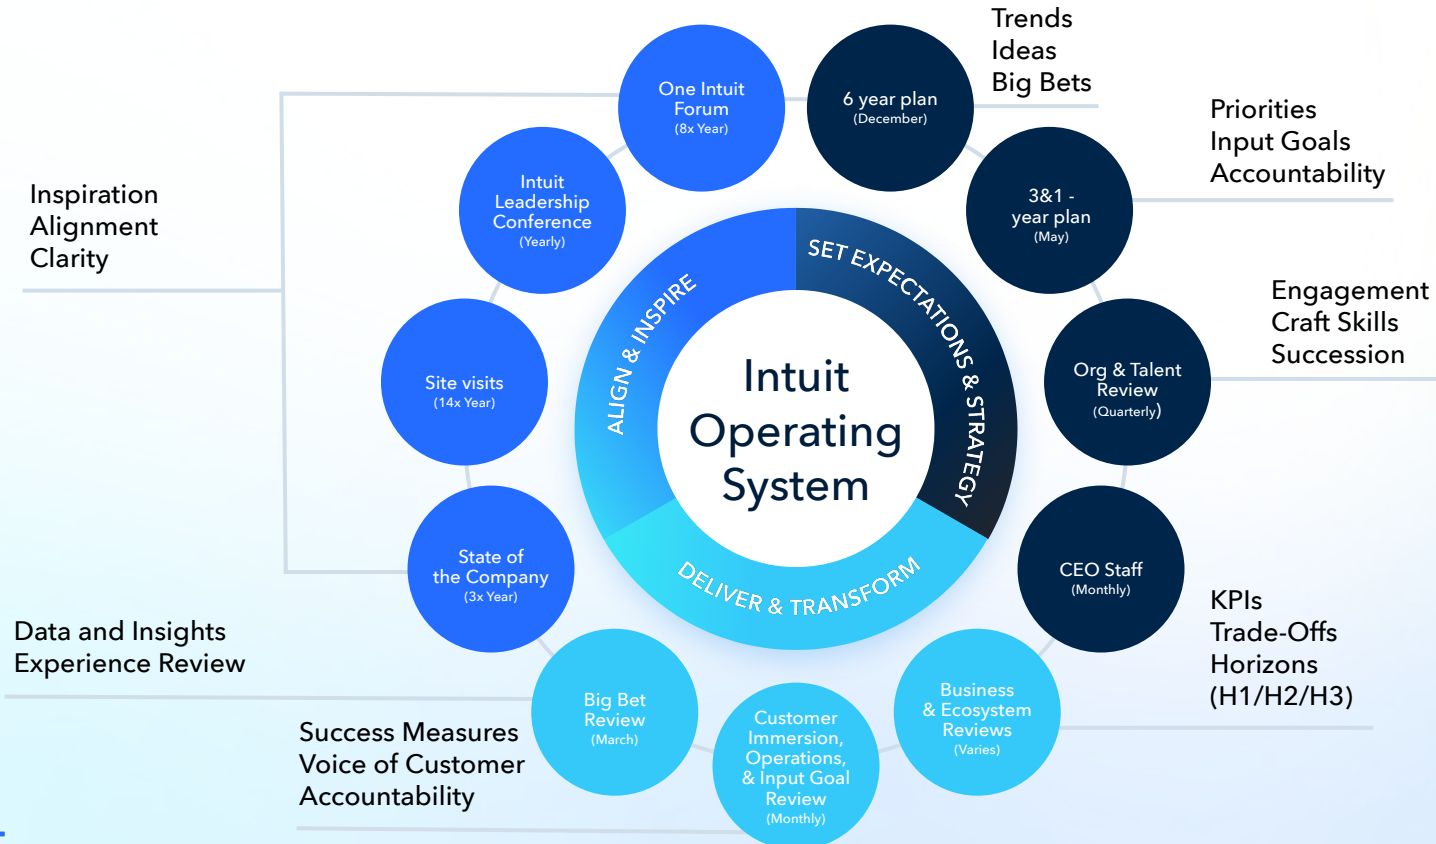 Trends
Ideas
Big Bets
One Intuit
Forum
(8x Year)
6 year plan
(December)
Priorities
Input Goals
Accountability
Inspiration
Alignment
Clarity
Intuit
Leadership
Conference
(Yearly)
3&1 -
year plan
(May)
SET EXPECTATIONS & STRATEGY
ALIGN & INSPIRE
Engagement
Craft Skills
Succession
Site visits
(14x Year)
Intuit
Operating
System
Org & Talent
Review
(Quarterly)
State of
the Company
(3x Year)
DELIVER & TRANSFORM
CEO Staff
(Monthly)
KPIs
Trade-Offs
Horizons
(H1/H2/H3)
Data and Insights
Experience Review
Big Bet
Review
(March)
Customer
Immersion,
Operations,
& Input Goal
Review
(Monthly)
Business
& Ecosystem
Reviews
(Varies)
Success Measures
Voice of Customer
Accountability